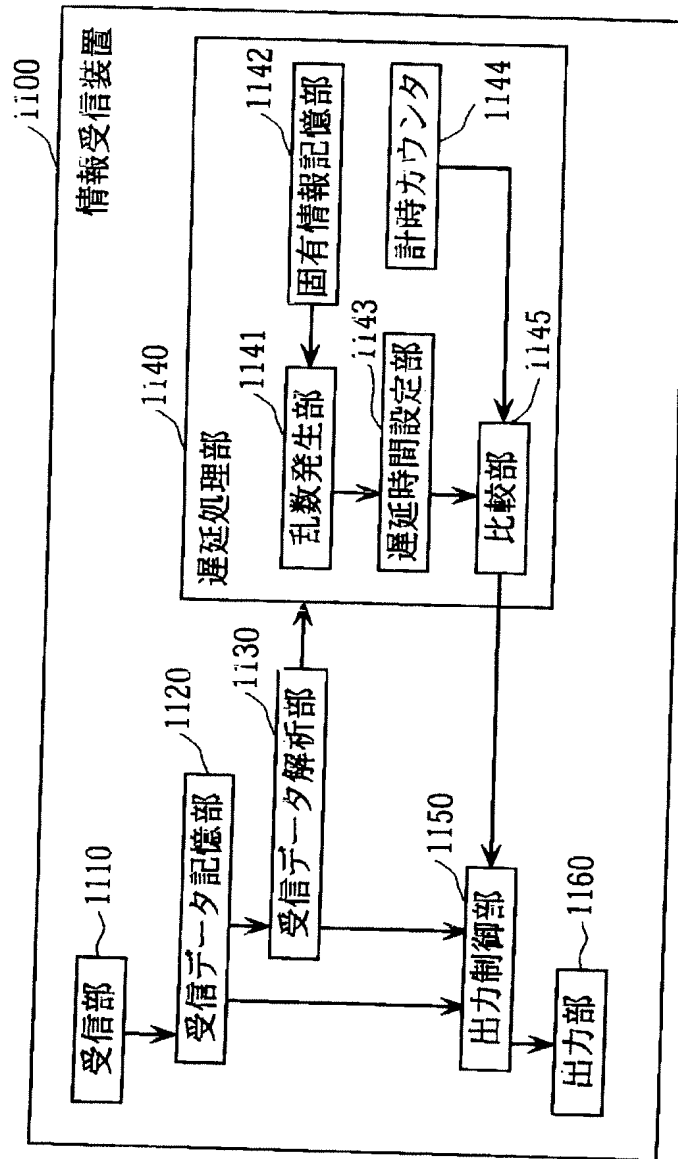 1100
情報受信装置
1110
受信部
1120
受信データ記憶部
1130
受信データ解析部
1140
遅延処理部
1141
乱数発生部
1142
固有情報記憶部
1143
遅延時間設定部
1144
計時カウンタ
1145
比較部
1150
出力制御部
1160
出力部